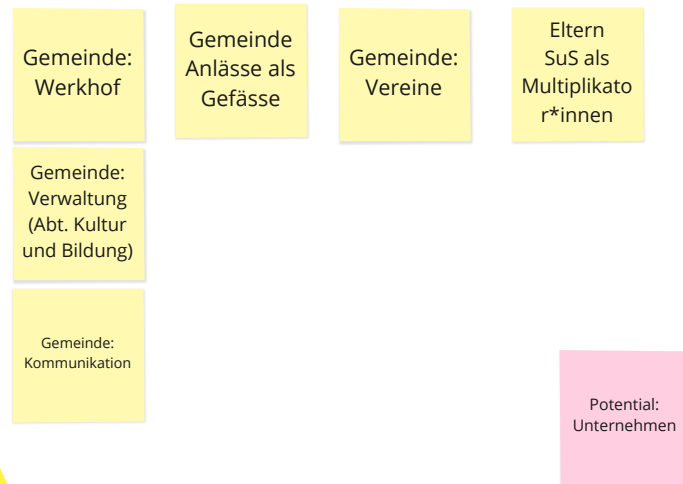 Gemeinde:
Werkhof
Gemeinde
Anlässe als
Gefässe
Gemeinde:
Vereine
Eltern
SuS als
Multiplikato
r*innen
Gemeinde:
Verwaltung
(Abt. Kultur
und Bildung)
Gemeinde:
Kommunikation
Potential:
Unternehmen